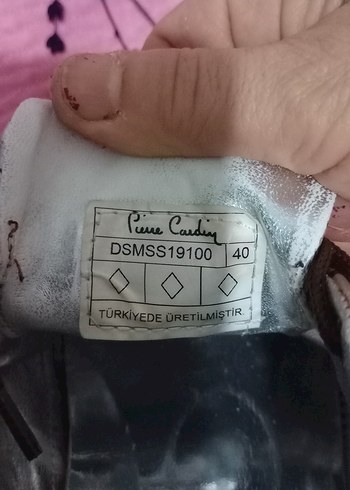 Pierre Cardin
DSMSS19100 40
TÜRKİYEDE ÜRETİLMİŞTİR